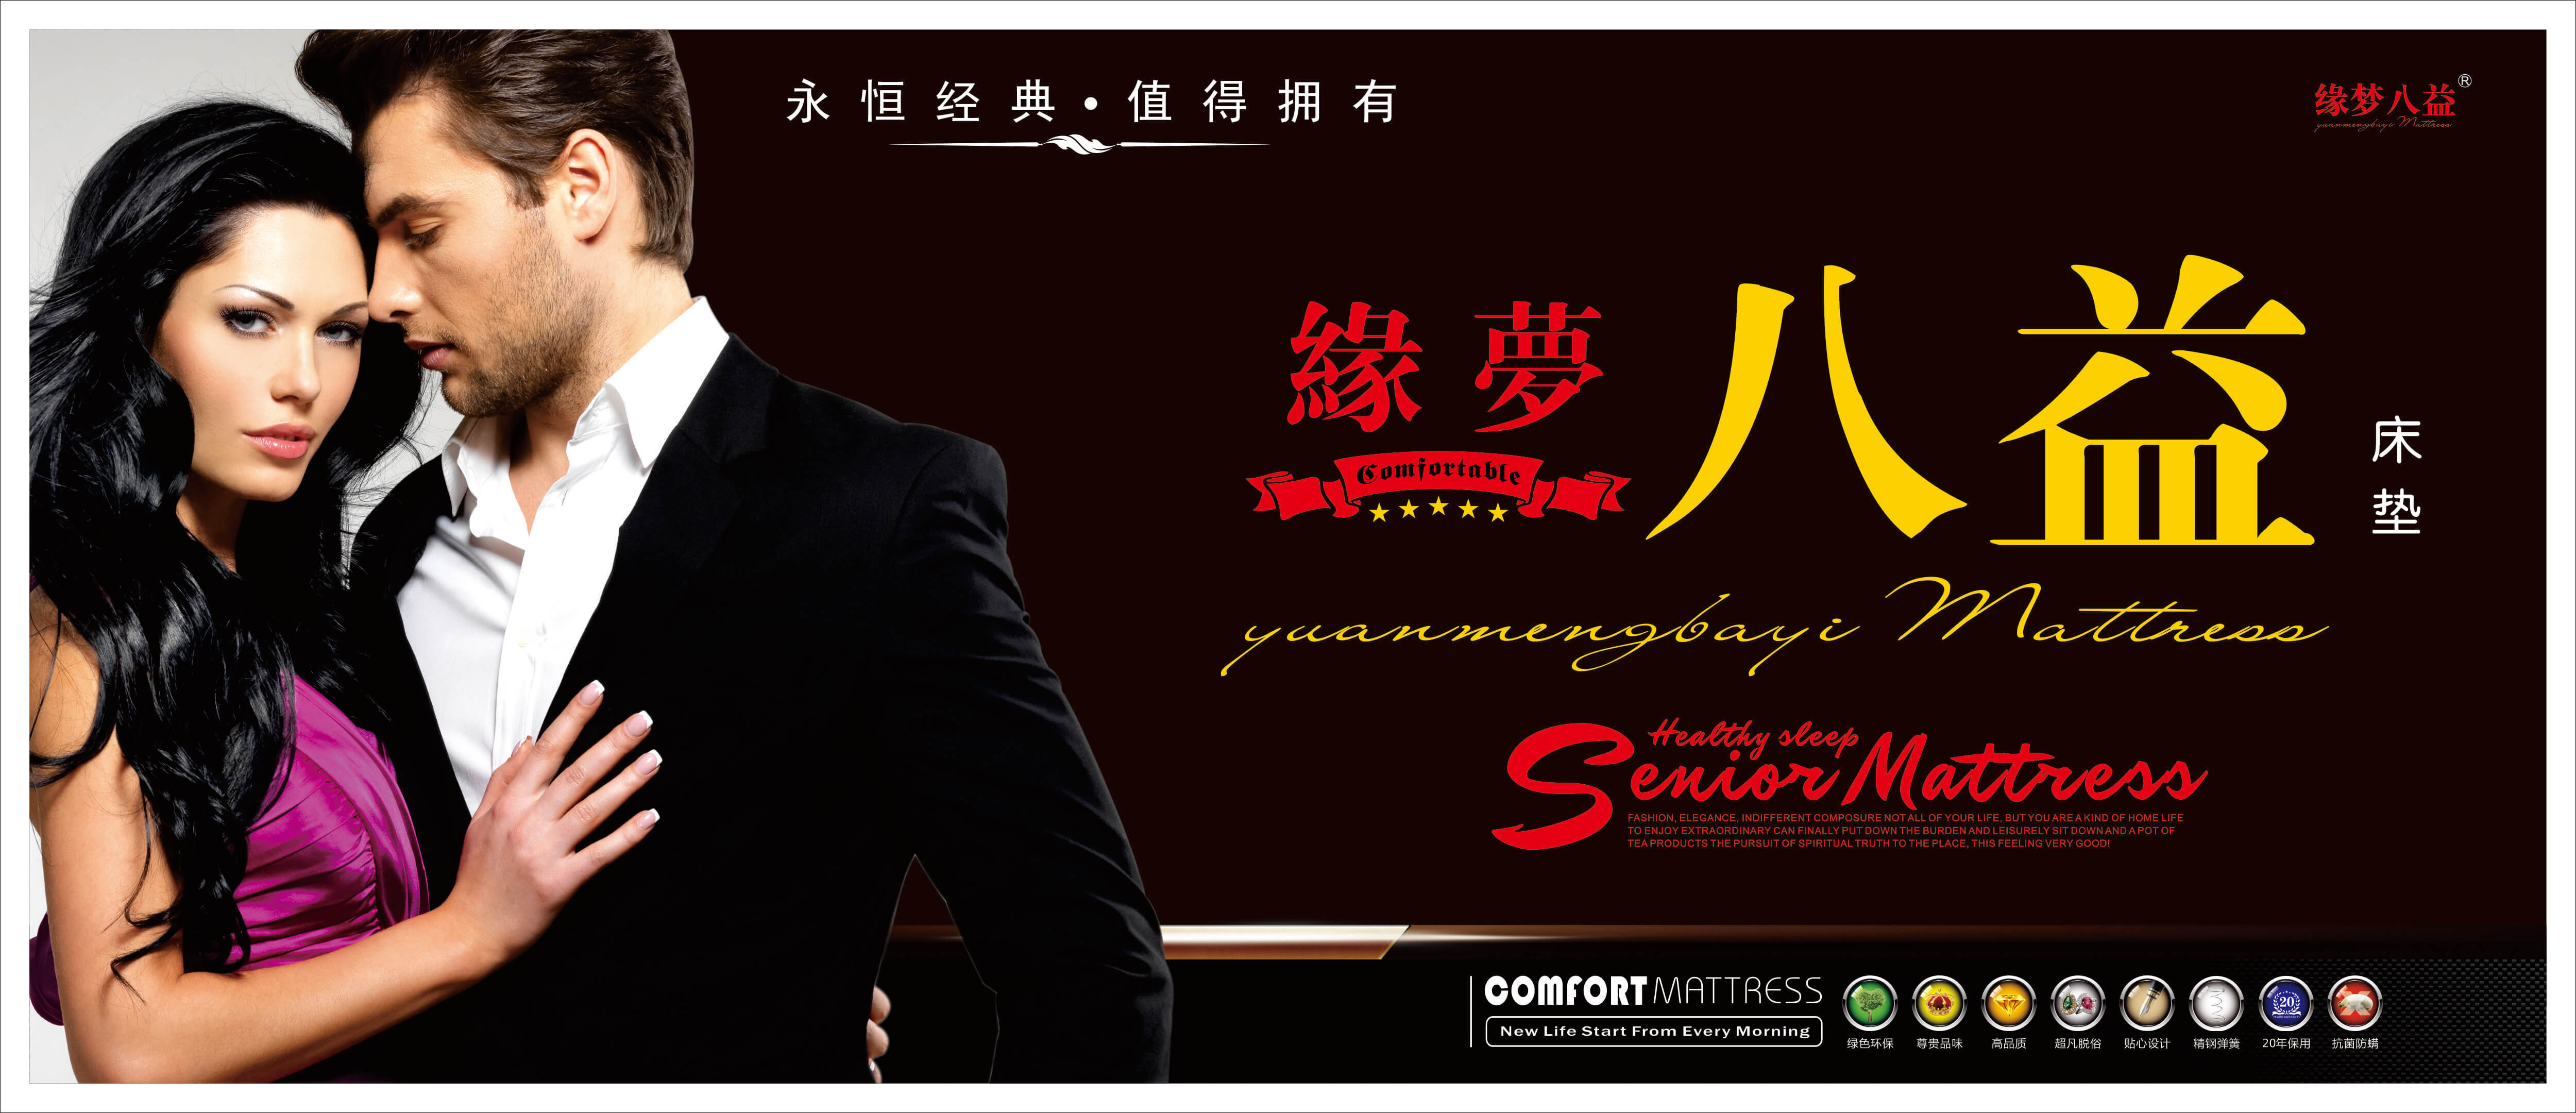 永恒经典·值得拥有
缘梦八益®
yuanmengbayi Mattress
緣夢八益
床垫
Comfortable
yuanmengbayi Mattress
Healthy sleep
Senior Mattress
FASHION, ELEGANCE, INDIFFERENT COMPOSURE NOT ALL OF YOUR LIFE, BUT YOU ARE A KIND OF HOME LIFE
TO ENJOY EXTRAORDINARY CAN FINALLY PUT DOWN THE BURDEN AND LEISURELY SIT DOWN AND A POT OF
TEA PRODUCTS THE PURSUIT OF SPIRITUAL TRUTH TO THE PLACE, THIS FEELING VERY GOOD!
COMFORT MATTRESS
New Life Start From Every Morning
20
绿色环保 尊贵品味 高品质 超凡脱俗 贴心设计 精钢弹簧 20年保用 抗菌防螨